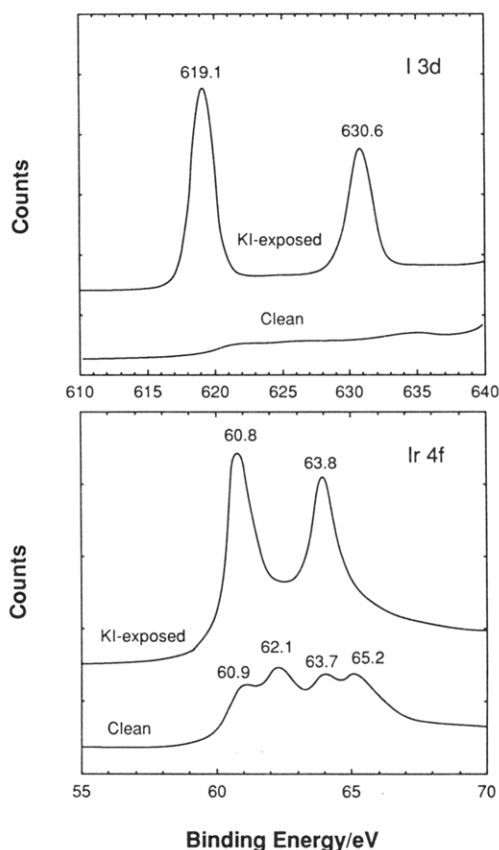 I 3d
619.1
630.6
Counts
KI-exposed
Clean
610 615 620 625 630 635 640
Ir 4f
60.8
63.8
Counts
KI-exposed
60.9 62.1 63.7 65.2
Clean
55 60 65 70
Binding Energy/eV